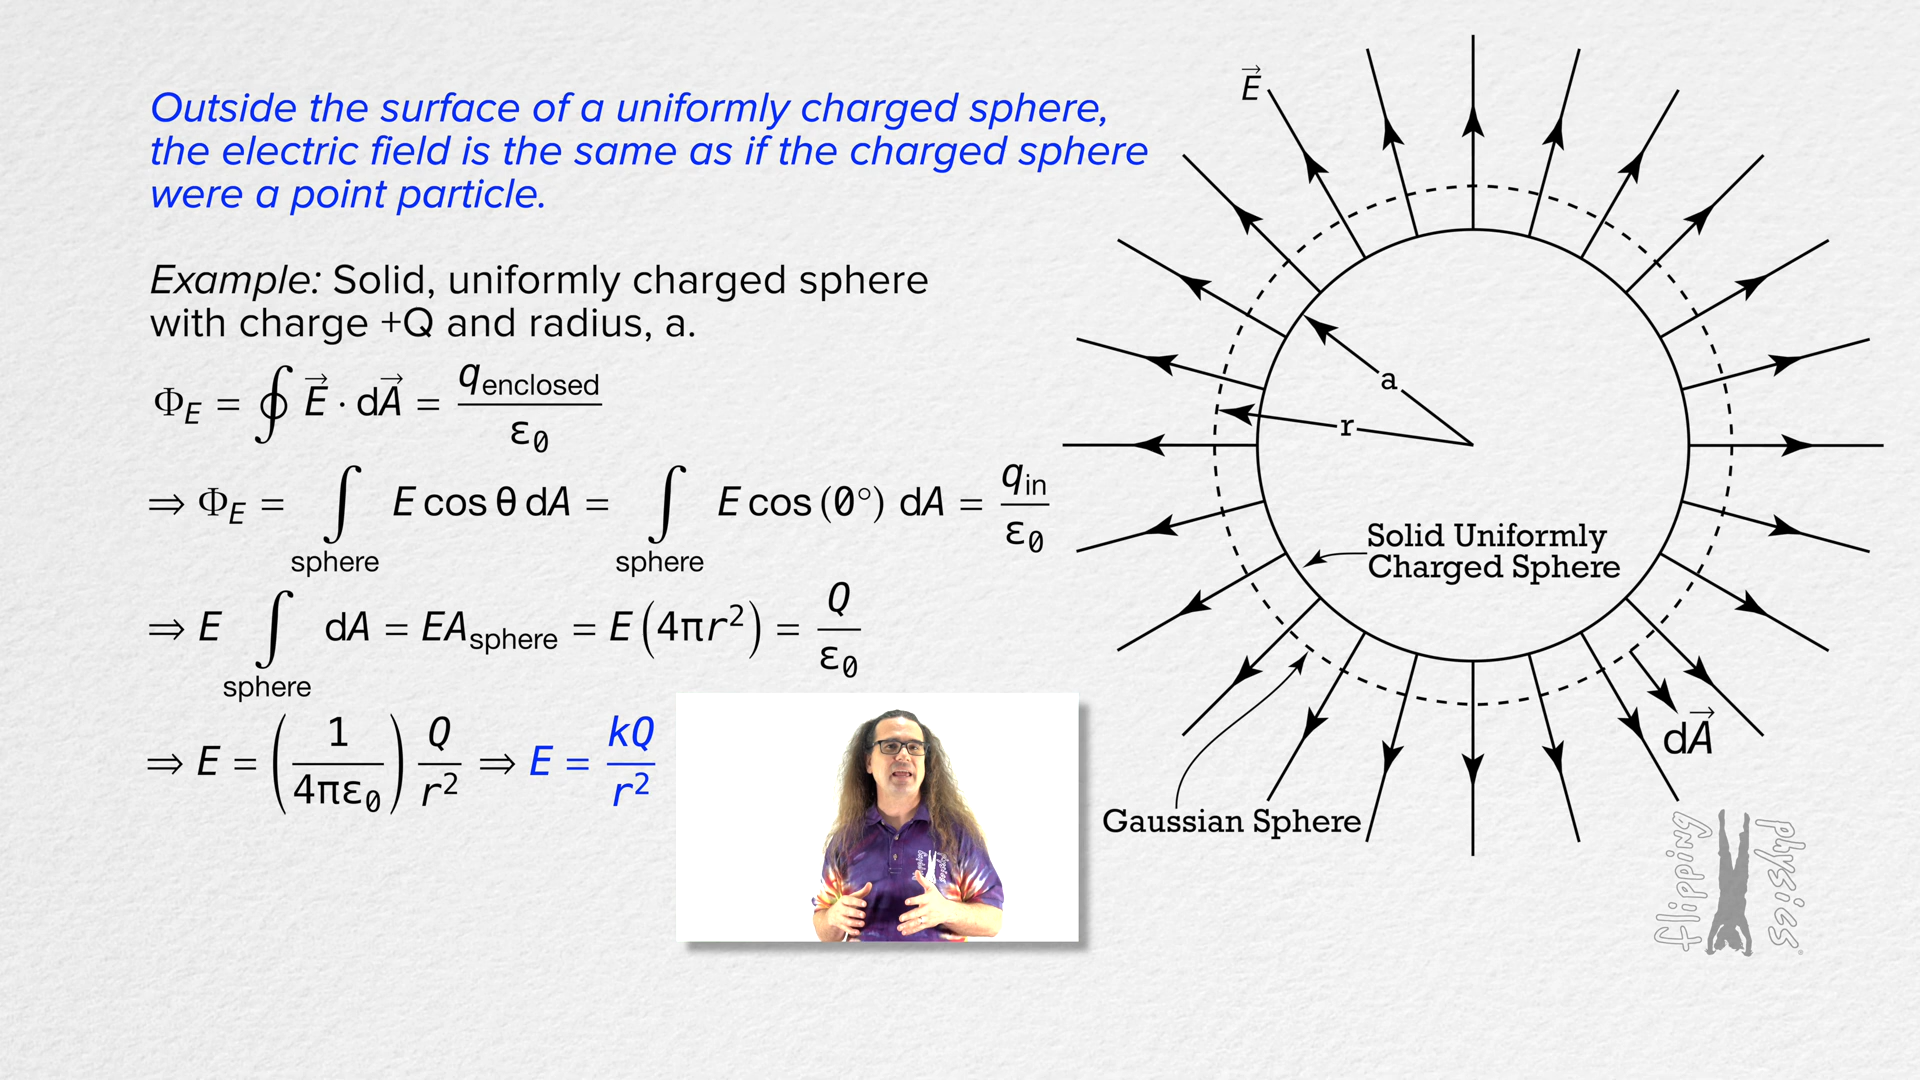 Outside the surface of a uniformly charged sphere,
the electric field is the same as if the charged sphere
were a point particle.
Example: Solid, uniformly charged sphere
with charge +Q and radius, a.
Φ_E = ∮ E⃗ · dA⃗ = q_enclosed / ε₀
⇒ Φ_E = ∫_sphere E cos θ dA = ∫_sphere E cos (0°) dA = q_in / ε₀
⇒ E ∫_sphere dA = EA_sphere = E (4πr²) = Q / ε₀
⇒ E = (1 / 4πε₀) Q / r² ⇒ E = kQ / r²
E⃗
a
r
Solid Uniformly
Charged Sphere
dA⃗
Gaussian Sphere
flipping
physics